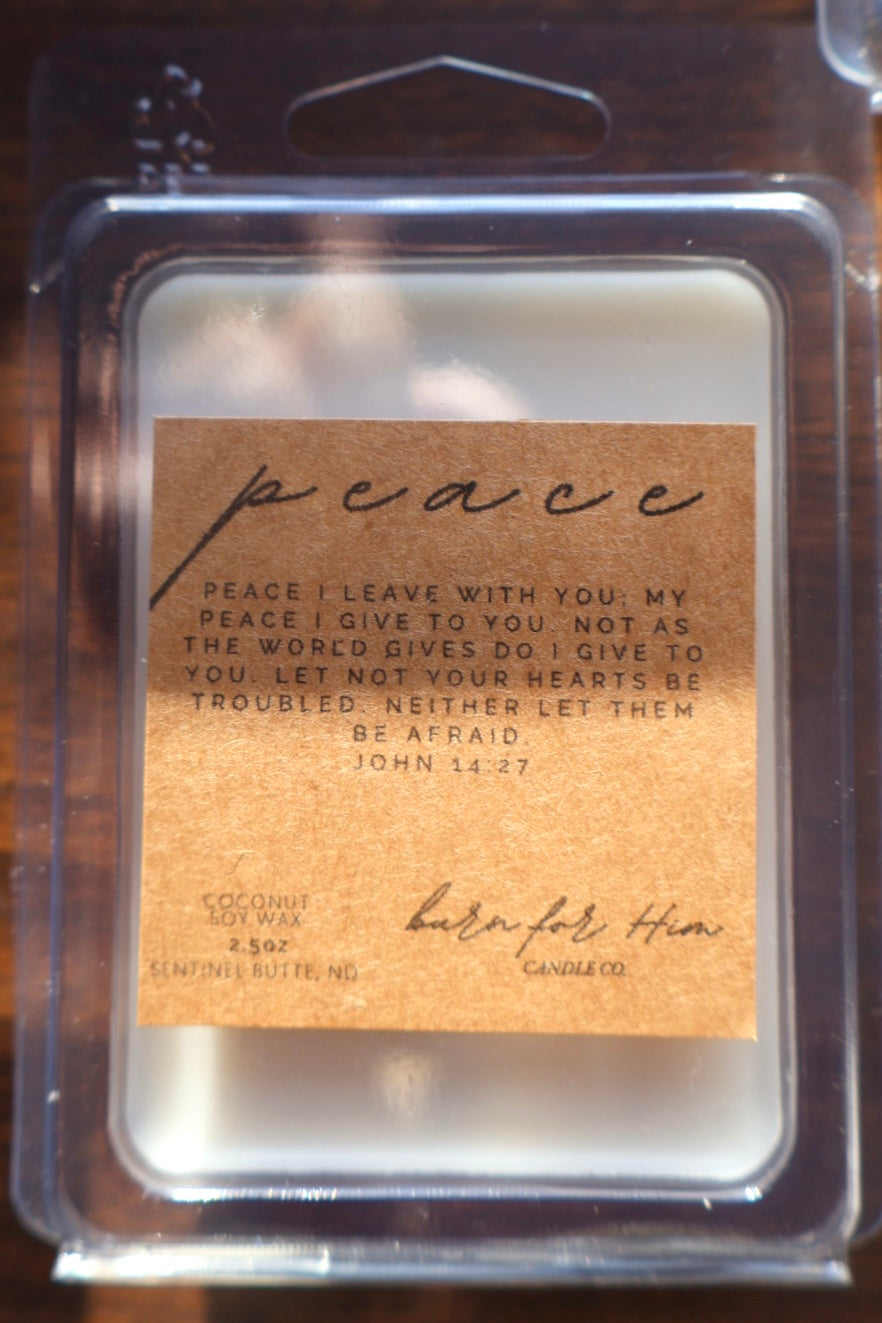 peace
PEACE I LEAVE WITH YOU; MY
PEACE I GIVE TO YOU. NOT AS
THE WORLD GIVES DO I GIVE TO
YOU. LET NOT YOUR HEARTS BE
TROUBLED. NEITHER LET THEM
BE AFRAID.
JOHN 14:27
COCONUT
SOY WAX
2.5OZ
SENTINEL BUTTE, ND
burn for Him
CANDLE CO.